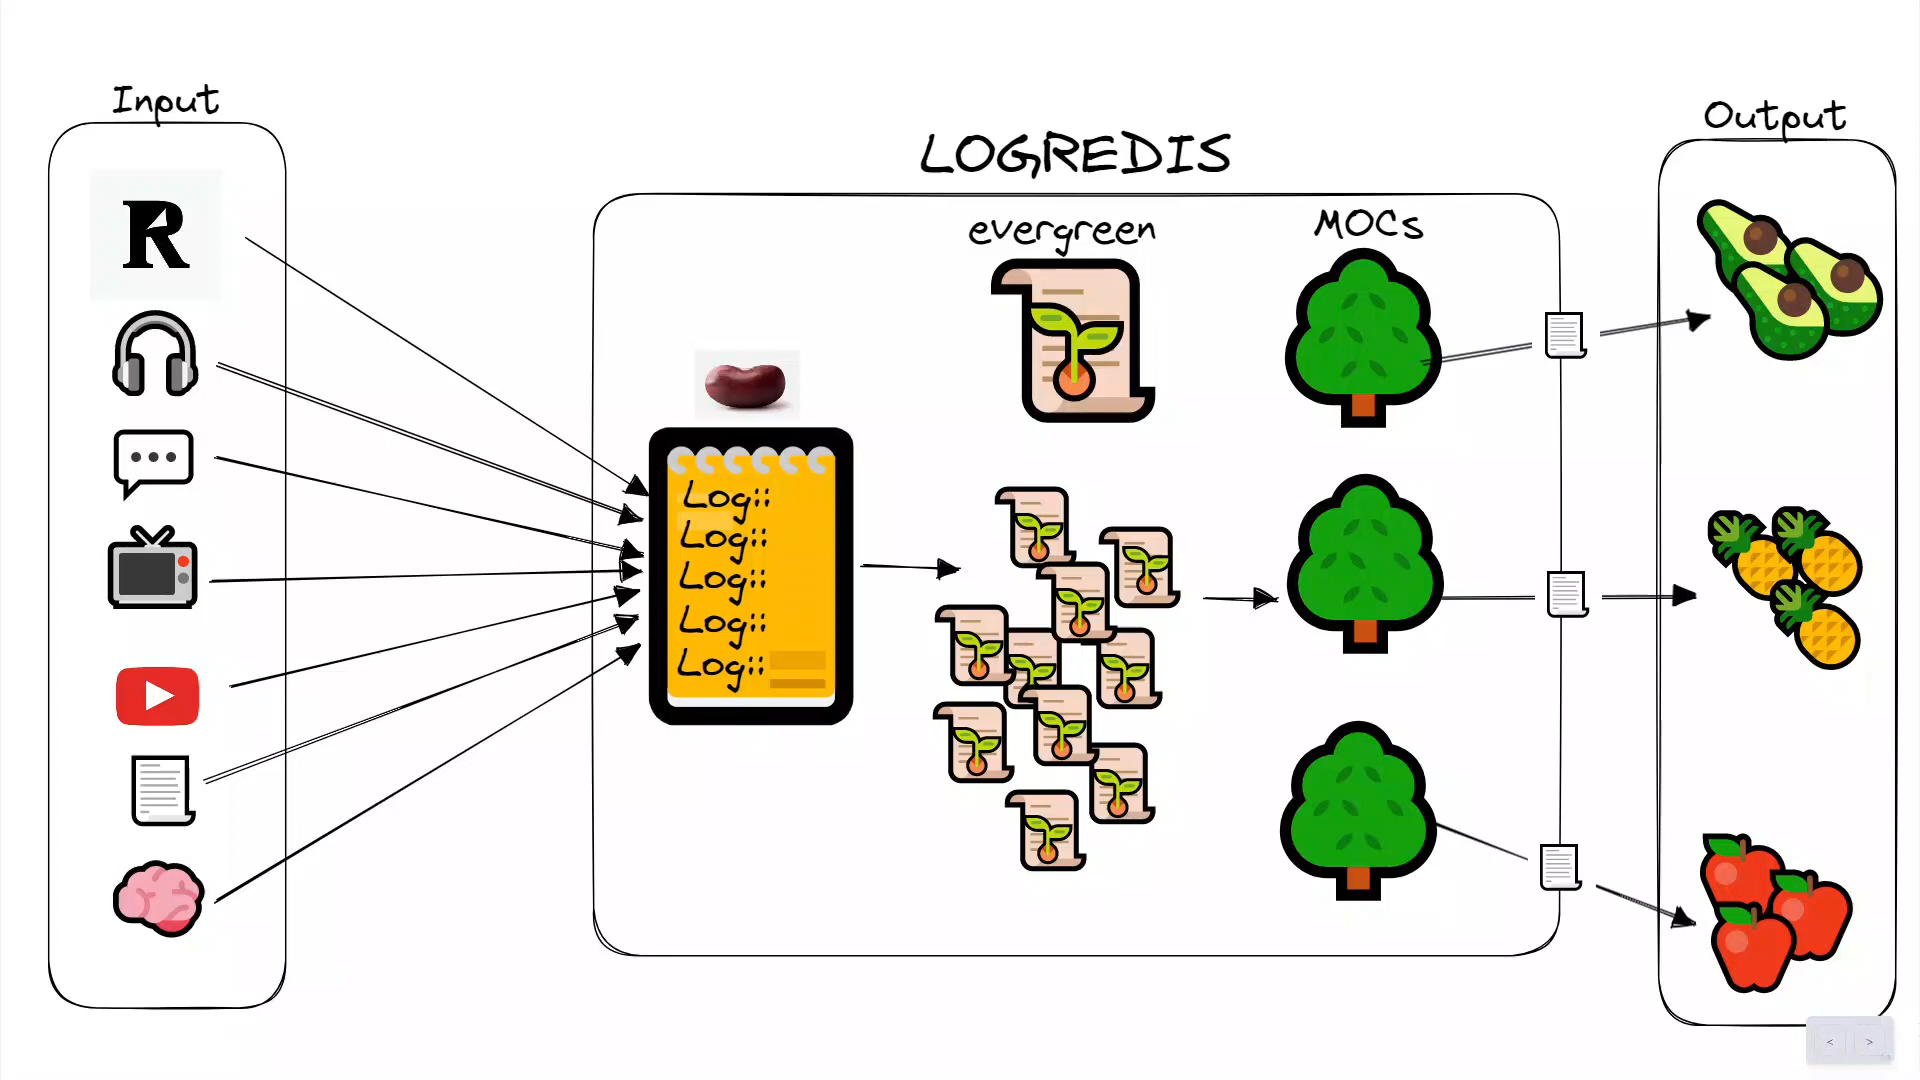 Input
R
LOGREDIS
evergreen
MOCs
Output
Log::
Log::
Log::
Log::
Log::
< >